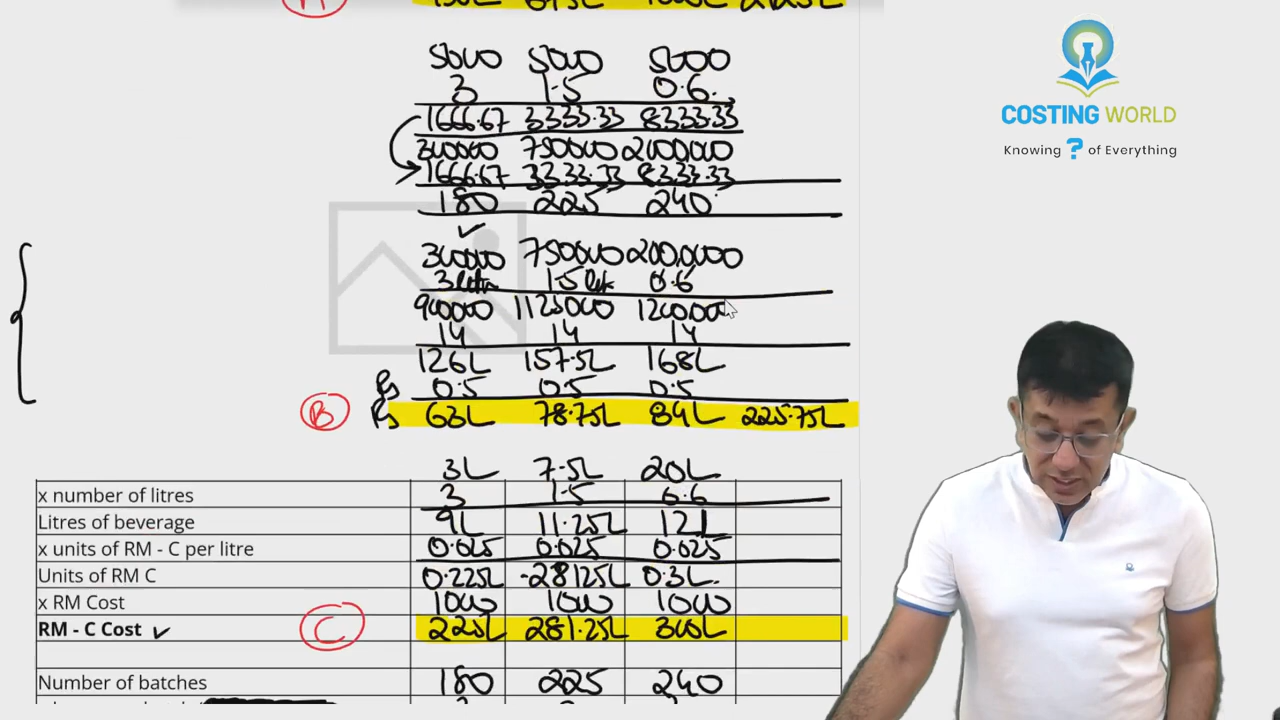 A 675L 2125L
COSTING WORLD
Knowing ? of Everything
5000 5000 5000
3 1.5 0.6.
1666.67 3333.33 8333.33
300000 750000 2000000
1666.67 3333.33 8333.33
180 225 240
300000 750000 2000000
3 litre 1.5 0.6
900000 1125000 1200000
14 14 14
126L 157.5L 168L
Rs 0.5 0.5 0.5
B Rs 63L 78.75L 84L 225.75L
3L 7.5L 20L
x number of litres 3 1.5 0.6
Litres of beverage 9L 11.25L 12L
x units of RM - C per litre 0.025 0.025 0.025
Units of RM C 0.225L .28125L 0.3L.
x RM Cost 1000 1000 1000
RM - C Cost C 225L 281.25L 300L
Number of batches 180 225 240